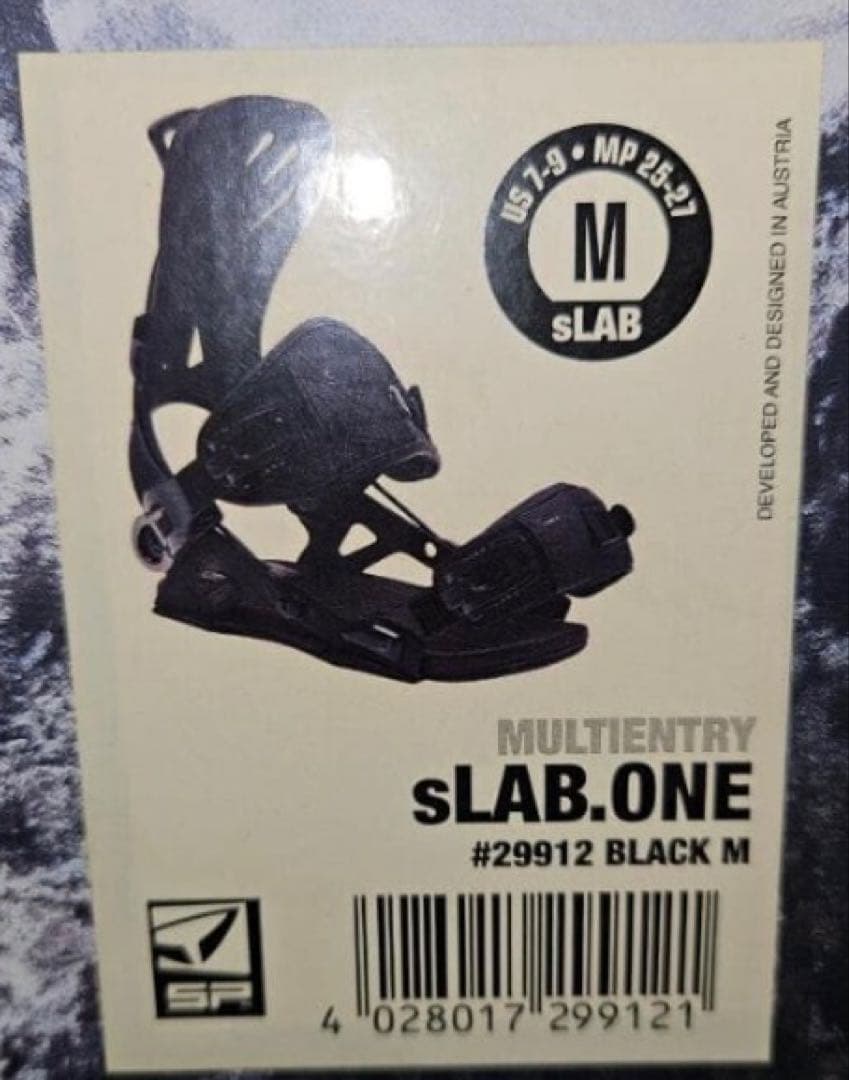 US 7-9 • MP 25-27
M
sLAB
DEVELOPED AND DESIGNED IN AUSTRIA
MULTIENTRY
sLAB.ONE
#29912 BLACK M
SP.
4 028017 299121